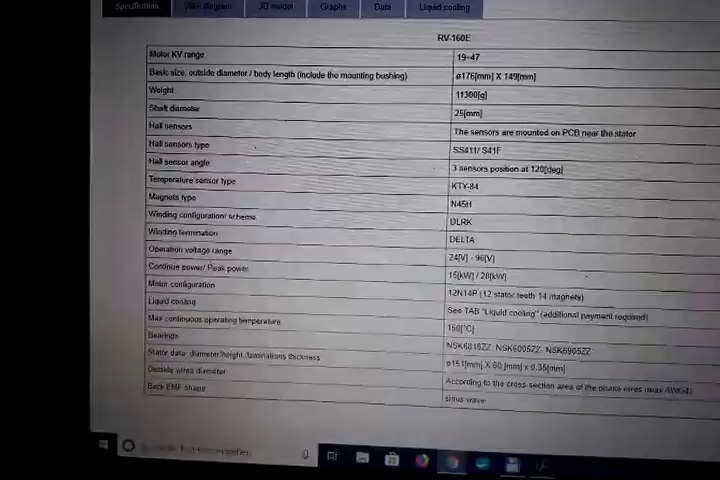 Specification Wire diagram 3D model Graphs Data Liquid cooling
RV-160E
Motor KV range 19-47
Basic size: outside diameter / body length (include the mounting bushing) ø176[mm] X 149[mm]
Weight 11300[g]
Shaft diameter 25[mm]
Hall sensors The sensors are mounted on PCB near the stator
Hall sensors type SS411/ S41F
Hall sensor angle 3 sensors position at 120[deg]
Temperature sensor type KTY-84
Magnets type N45H
Winding configuration/ scheme DLRK
Winding termination DELTA
Operation voltage range 24[V] - 96[V]
Continue power/ Peak power 15[kW] / 20[kW]
Motor configuration 12N14P (12 stator teeth 14 magnets)
Liquid cooling See TAB "Liquid cooling" (additional payment required)
Max continuous operating temperature 150[°C]
Bearings NSK6818ZZ, NSK6005ZZ, NSK6905ZZ
Stator data: diameter/height /laminations thickness ø151[mm] X 60 [mm] x 0.35[mm]
Outside wires diameter According to the cross-section area of the phase wires (max AWG4)
Back EMF shape sinus wave